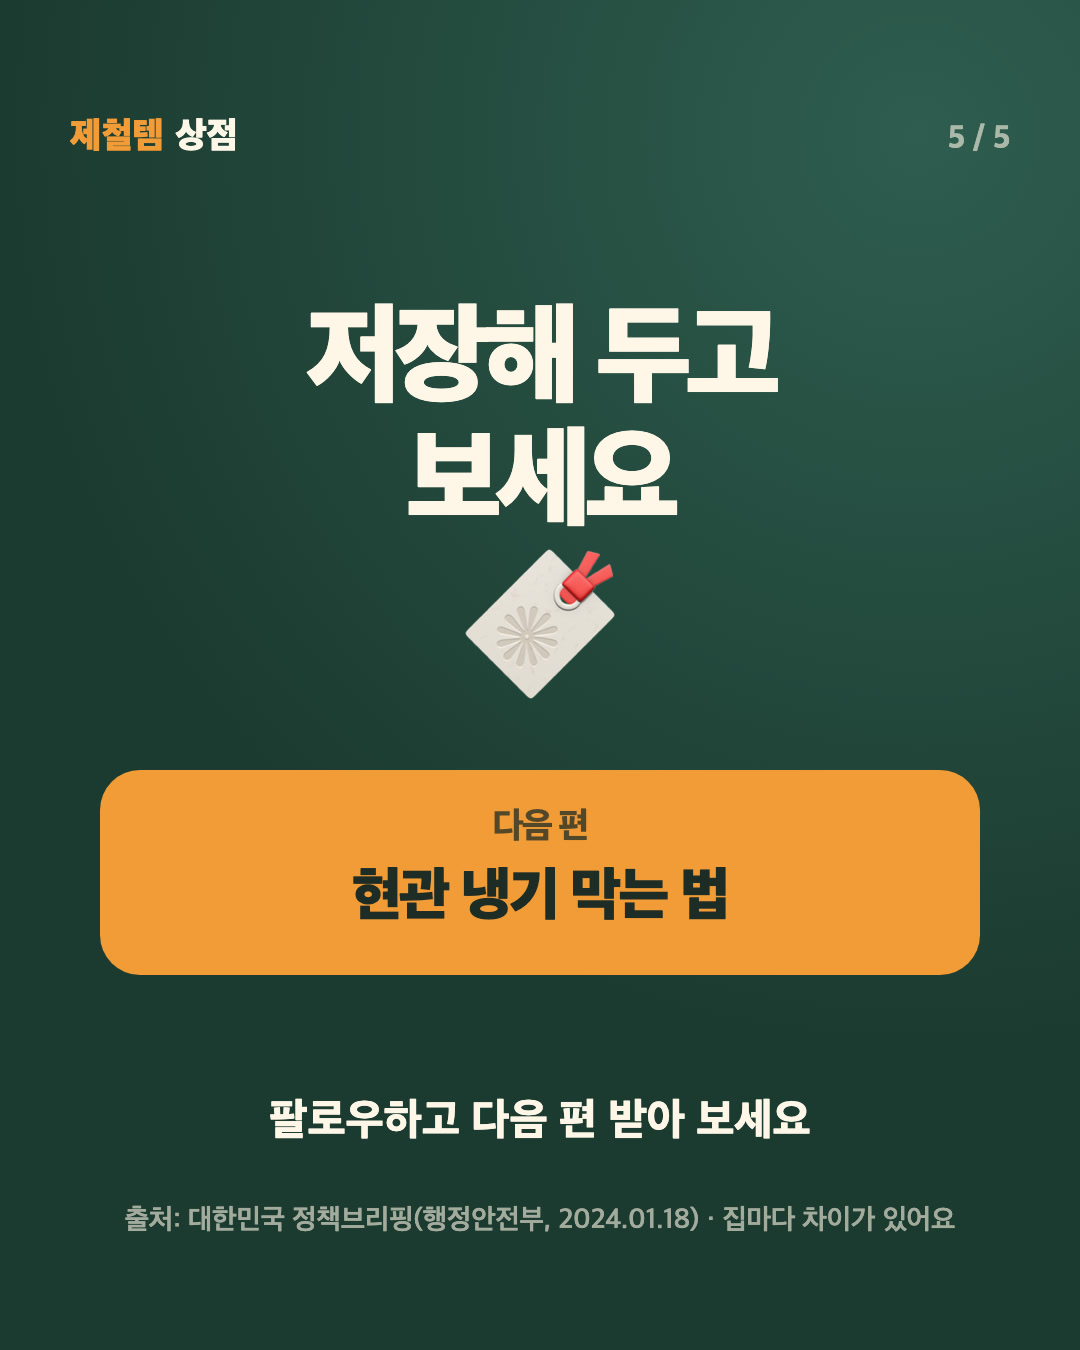 제철템 상점
5 / 5
저장해 두고
보세요
다음 편
현관 냉기 막는 법
팔로우하고 다음 편 받아 보세요
출처: 대한민국 정책브리핑(행정안전부, 2024.01.18) · 집마다 차이가 있어요